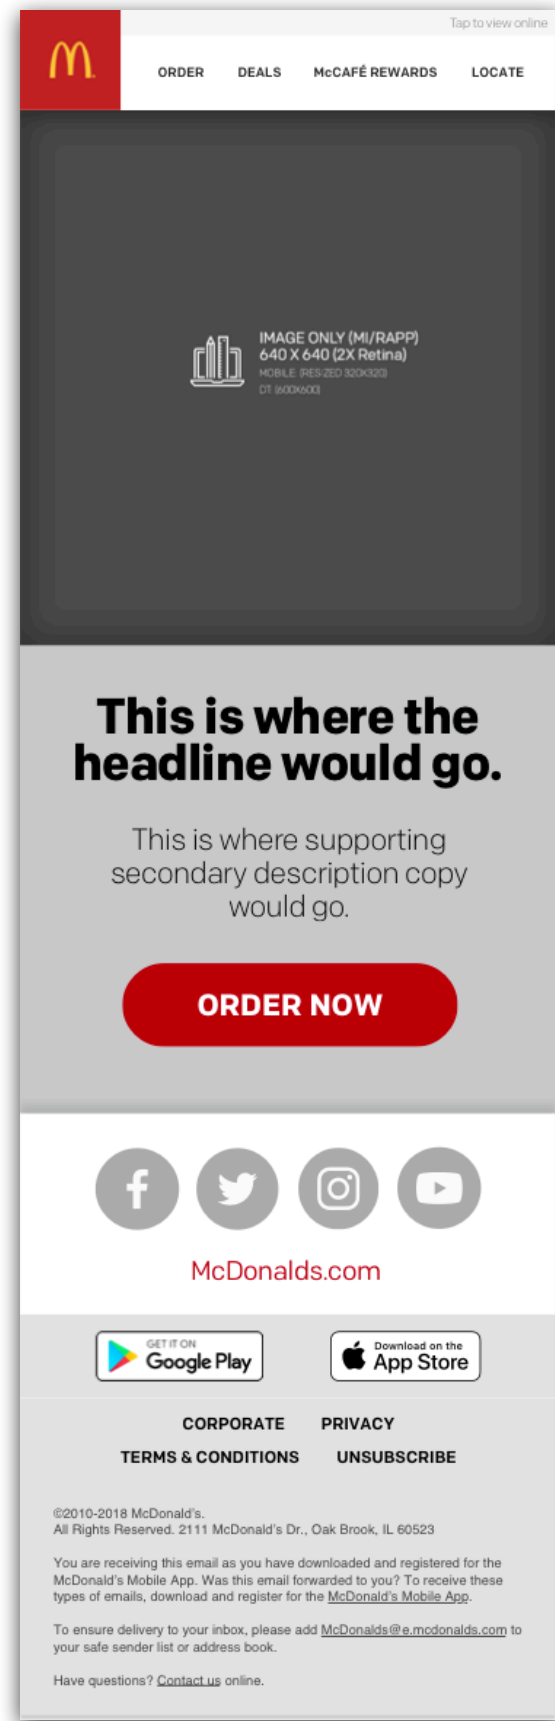 Tap to view online
ORDER DEALS McCAFÉ REWARDS LOCATE
IMAGE ONLY (MI/RAPP)
640 X 640 (2X Retina)
MOBILE (RESIZED 320X320)
DT (600X600)
This is where the
headline would go.
This is where supporting
secondary description copy
would go.
ORDER NOW
McDonalds.com
GET IT ON
Google Play
Download on the
App Store
CORPORATE PRIVACY
TERMS & CONDITIONS UNSUBSCRIBE
©2010-2018 McDonald's.
All Rights Reserved. 2111 McDonald's Dr., Oak Brook, IL 60523
You are receiving this email as you have downloaded and registered for the
McDonald's Mobile App. Was this email forwarded to you? To receive these
types of emails, download and register for the McDonald's Mobile App.
To ensure delivery to your inbox, please add McDonalds@e.mcdonalds.com to
your safe sender list or address book.
Have questions? Contact us online.